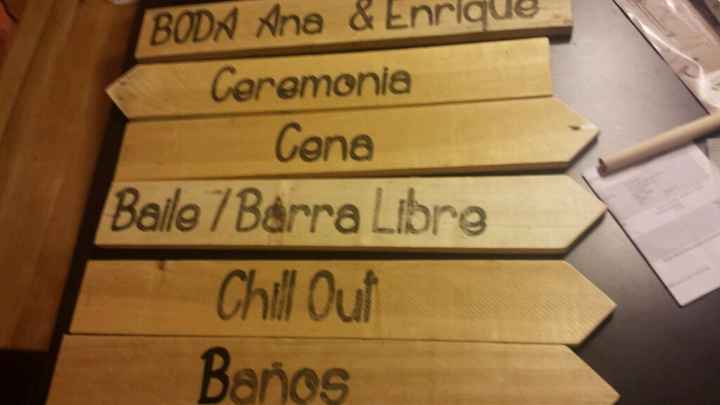 BODA Ana & Enrique
Ceremonia
Cena
Baile / Barra Libre
Chill Out
Baños